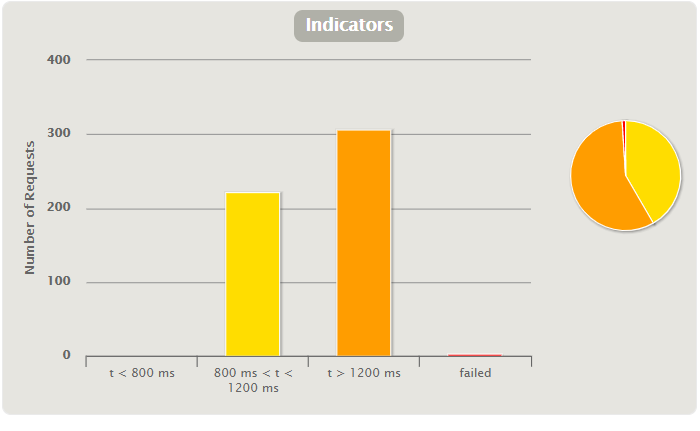 Indicators
400
300
200
100
0
Number of Requests
t < 800 ms
800 ms < t <
1200 ms
t > 1200 ms
failed